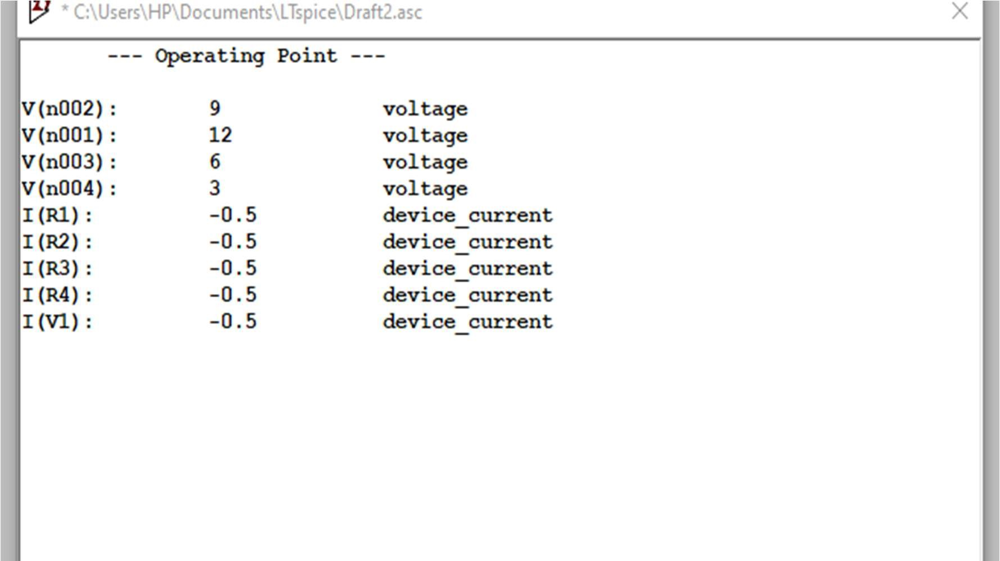 * C:\Users\HP\Documents\LTspice\Draft2.asc
--- Operating Point ---
V(n002): 9 voltage
V(n001): 12 voltage
V(n003): 6 voltage
V(n004): 3 voltage
I(R1): -0.5 device_current
I(R2): -0.5 device_current
I(R3): -0.5 device_current
I(R4): -0.5 device_current
I(V1): -0.5 device_current